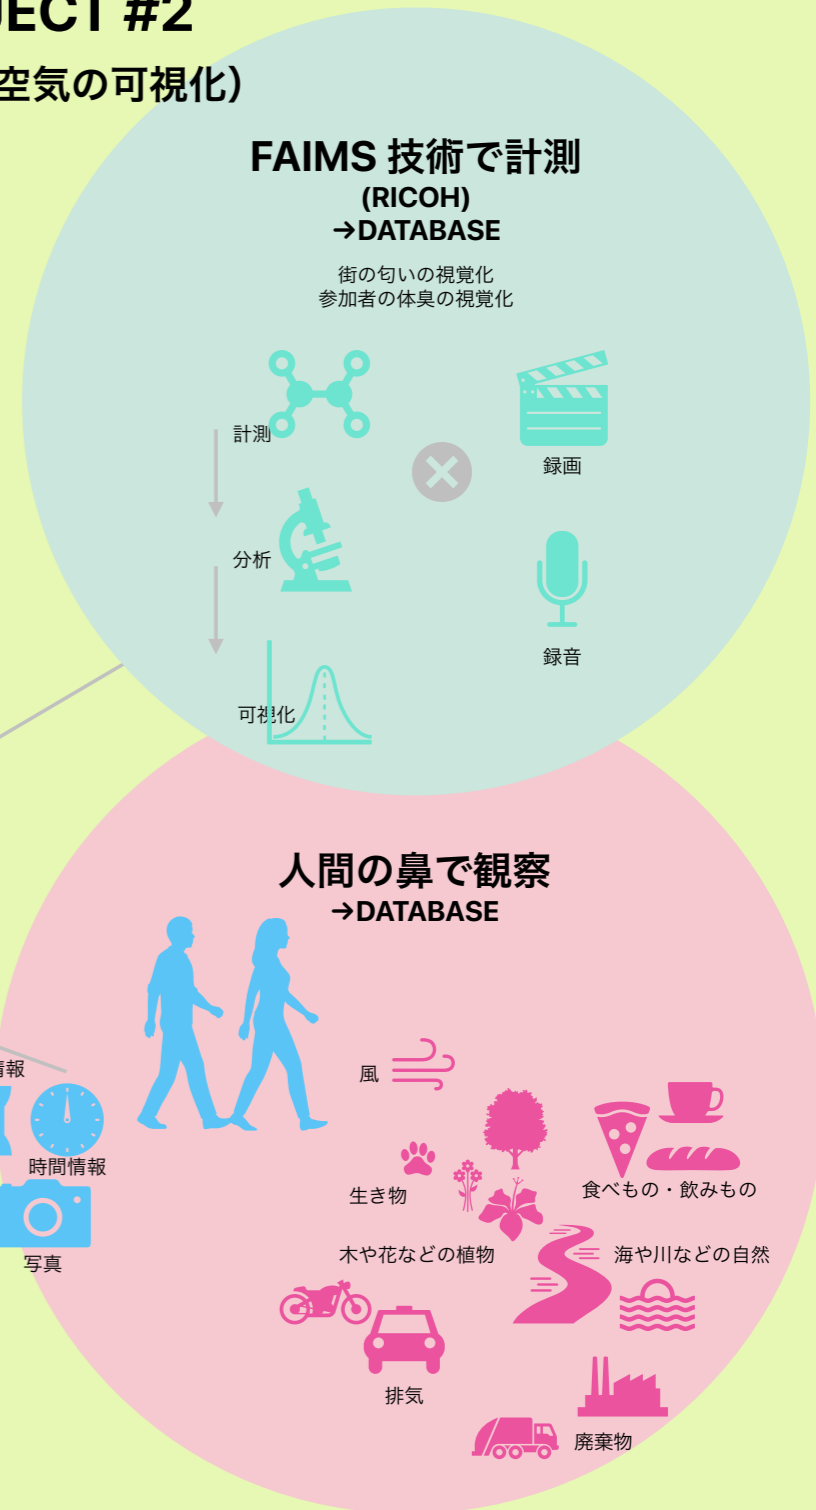 JECT #2
空気の可視化）
FAIMS 技術で計測
(RICOH)
→DATABASE
街の匂いの視覚化
参加者の体臭の視覚化
計測
録画
分析
録音
可視化
人間の鼻で観察
→DATABASE
情報
風
時間情報
生き物
食べもの・飲みもの
写真
木や花などの植物
海や川などの自然
排気
廃棄物